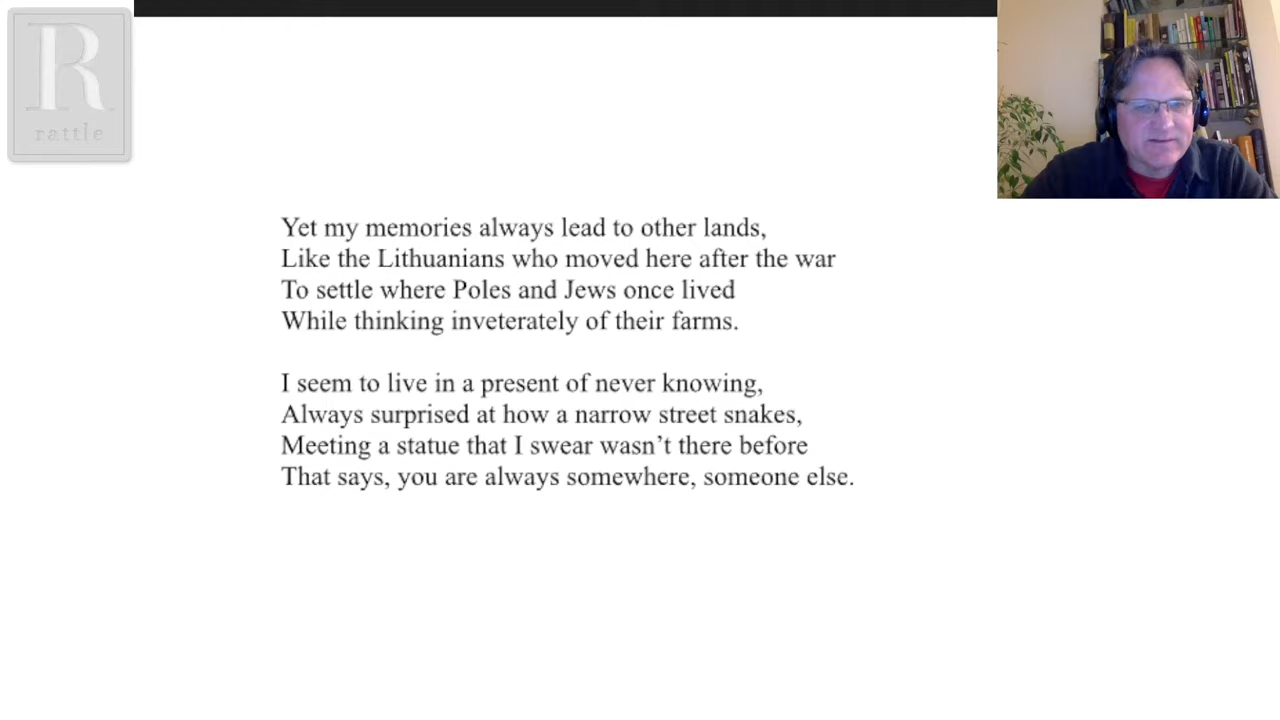 R
rattle
Yet my memories always lead to other lands,
Like the Lithuanians who moved here after the war
To settle where Poles and Jews once lived
While thinking inveterately of their farms.
I seem to live in a present of never knowing,
Always surprised at how a narrow street snakes,
Meeting a statue that I swear wasn’t there before
That says, you are always somewhere, someone else.